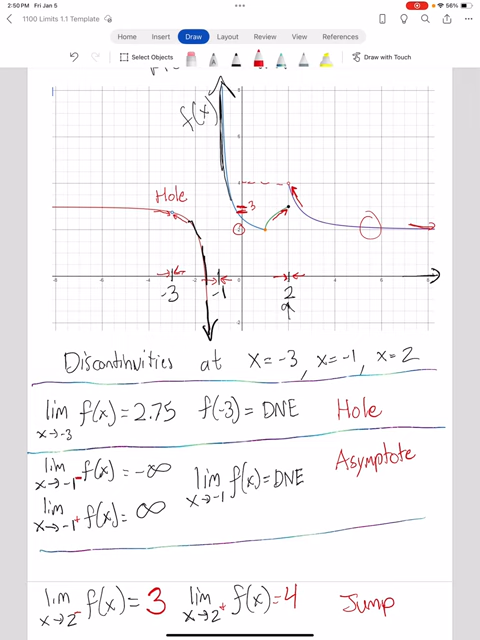 2:50 PM Fri Jan 5
56%
1100 Limits 1.1 Template
Home Insert Draw Layout Review View References
Select Objects
Draw with Touch
f(x)
Hole
3
-3 -1 2
Discontinuities at x=-3, x=-1, x=2
lim x→-3 f(x) = 2.75 f(-3) = DNE Hole
lim x→-1- f(x) = -∞ lim x→-1 f(x) = DNE Asymptote
lim x→-1+ f(x) = ∞
lim x→2- f(x) = 3 lim x→2+ f(x) = 4 Jump